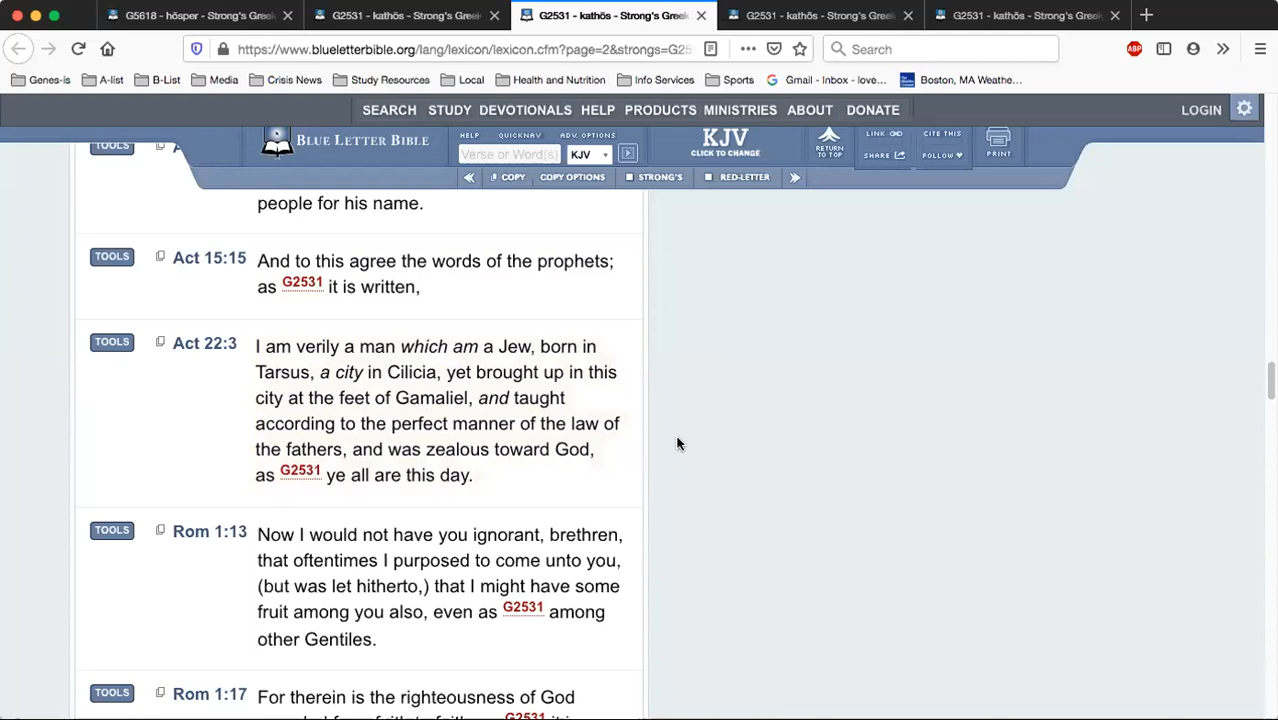 G5618 - hōsper - Strong's Greek
G2531 - kathōs - Strong's Greek
G2531 - kathōs - Strong's Greek
G2531 - kathōs - Strong's Greek
G2531 - kathōs - Strong's Greek
https://www.blueletterbible.org/lang/lexicon/lexicon.cfm?page=2&strongs=G25
Search
ABP
Genes-is
A-list
B-List
Media
Crisis News
Study Resources
Local
Health and Nutrition
Info Services
Sports
Gmail - Inbox - love…
Boston, MA Weathe…
SEARCH STUDY DEVOTIONALS HELP PRODUCTS MINISTRIES ABOUT DONATE
LOGIN
BLUE LETTER BIBLE
HELP QUICKNAV ADV. OPTIONS
Verse or Word(s)
KJV
KJV
CLICK TO CHANGE
RETURN
TO TOP
LINK
CITE THIS
SHARE
FOLLOW
PRINT
COPY COPY OPTIONS STRONG'S RED-LETTER
TOOLS
people for his name.
TOOLS Act 15:15 And to this agree the words of the prophets;
as G2531 it is written,
TOOLS Act 22:3 I am verily a man which am a Jew, born in
Tarsus, a city in Cilicia, yet brought up in this
city at the feet of Gamaliel, and taught
according to the perfect manner of the law of
the fathers, and was zealous toward God,
as G2531 ye all are this day.
TOOLS Rom 1:13 Now I would not have you ignorant, brethren,
that oftentimes I purposed to come unto you,
(but was let hitherto,) that I might have some
fruit among you also, even as G2531 among
other Gentiles.
TOOLS Rom 1:17 For therein is the righteousness of God
G2531